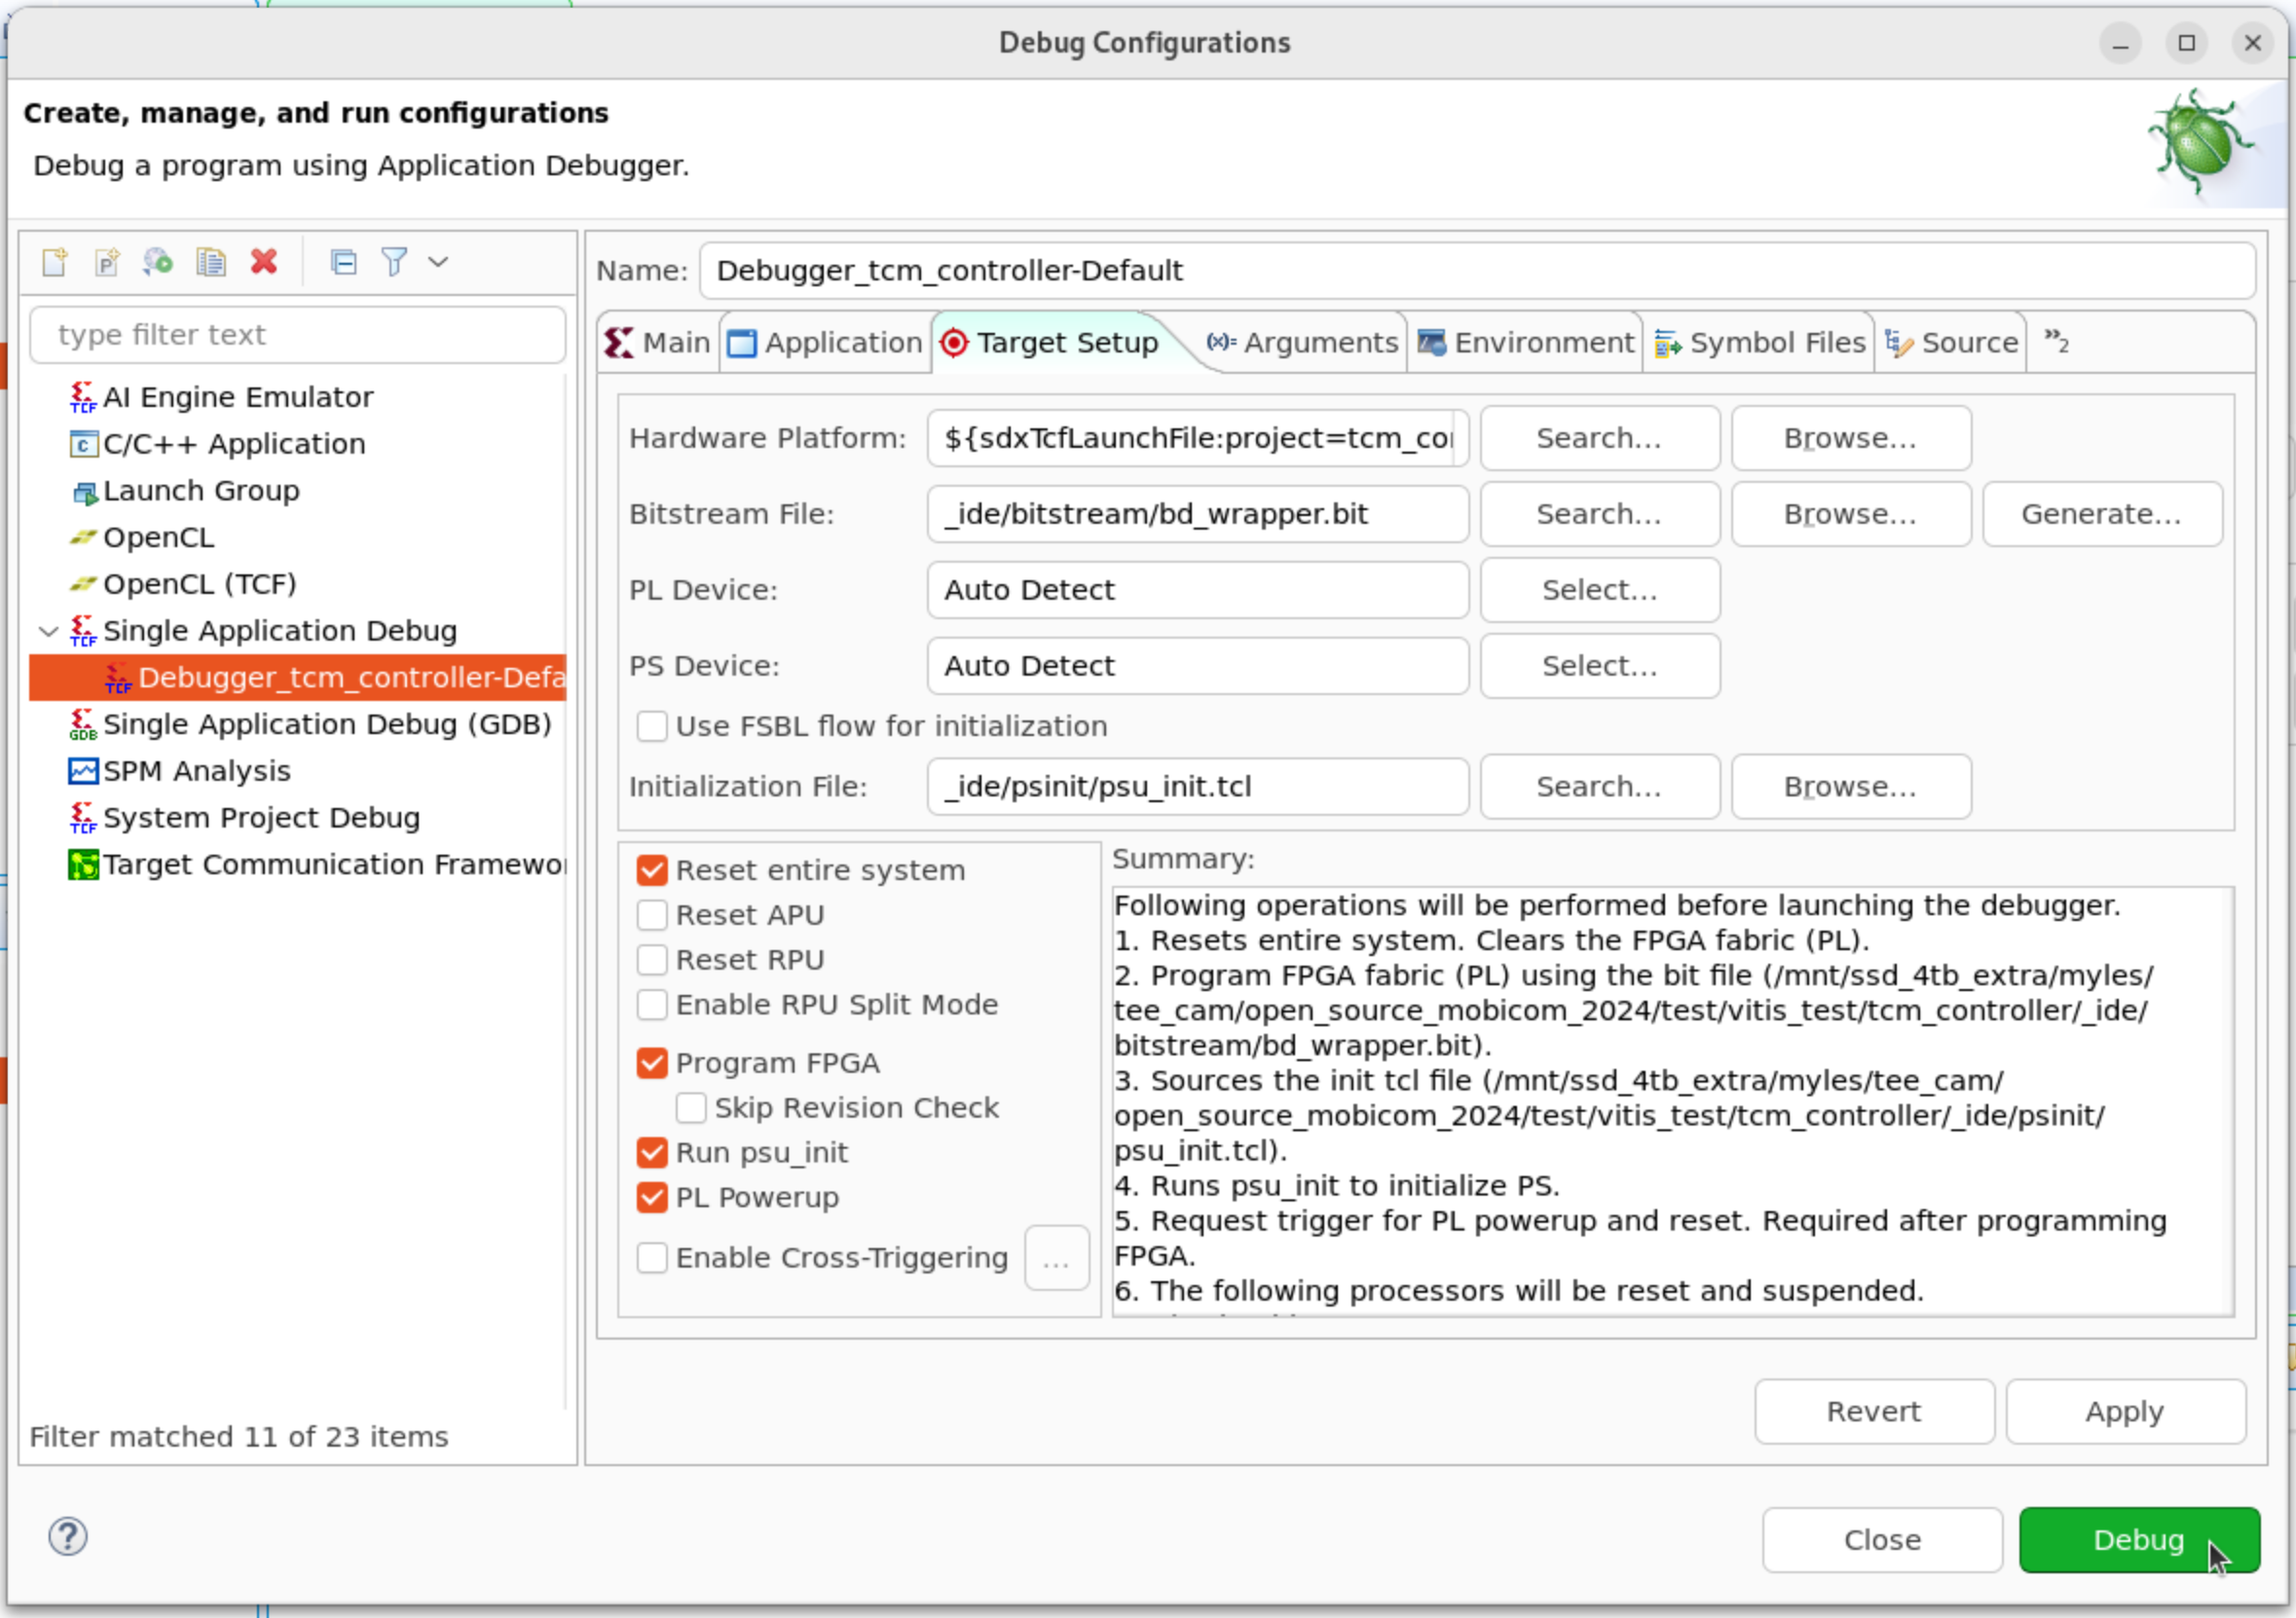 Debug Configurations
Create, manage, and run configurations
Debug a program using Application Debugger.
type filter text
AI Engine Emulator
C/C++ Application
Launch Group
OpenCL
OpenCL (TCF)
Single Application Debug
Debugger_tcm_controller-Defa
Single Application Debug (GDB)
SPM Analysis
System Project Debug
Target Communication Framewor
Filter matched 11 of 23 items
Name: Debugger_tcm_controller-Default
Main Application Target Setup Arguments Environment Symbol Files Source »2
Hardware Platform: ${sdxTcfLaunchFile:project=tcm_co Search... Browse...
Bitstream File: _ide/bitstream/bd_wrapper.bit Search... Browse... Generate...
PL Device: Auto Detect Select...
PS Device: Auto Detect Select...
Use FSBL flow for initialization
Initialization File: _ide/psinit/psu_init.tcl Search... Browse...
Reset entire system
Reset APU
Reset RPU
Enable RPU Split Mode
Program FPGA
Skip Revision Check
Run psu_init
PL Powerup
Enable Cross-Triggering ...
Summary:
Following operations will be performed before launching the debugger.
1. Resets entire system. Clears the FPGA fabric (PL).
2. Program FPGA fabric (PL) using the bit file (/mnt/ssd_4tb_extra/myles/
tee_cam/open_source_mobicom_2024/test/vitis_test/tcm_controller/_ide/
bitstream/bd_wrapper.bit).
3. Sources the init tcl file (/mnt/ssd_4tb_extra/myles/tee_cam/
open_source_mobicom_2024/test/vitis_test/tcm_controller/_ide/psinit/
psu_init.tcl).
4. Runs psu_init to initialize PS.
5. Request trigger for PL powerup and reset. Required after programming
FPGA.
6. The following processors will be reset and suspended.
Revert Apply
Close Debug